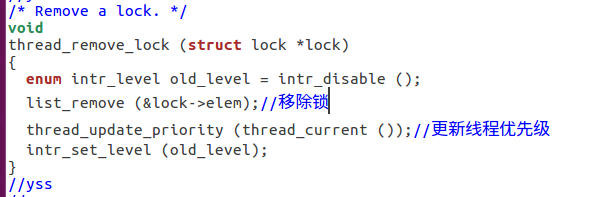 /* Remove a lock. */
void
thread_remove_lock (struct lock *lock)
{
  enum intr_level old_level = intr_disable ();
  list_remove (&lock->elem);//移除锁
  thread_update_priority (thread_current ());//更新线程优先级
  intr_set_level (old_level);
}
//yss